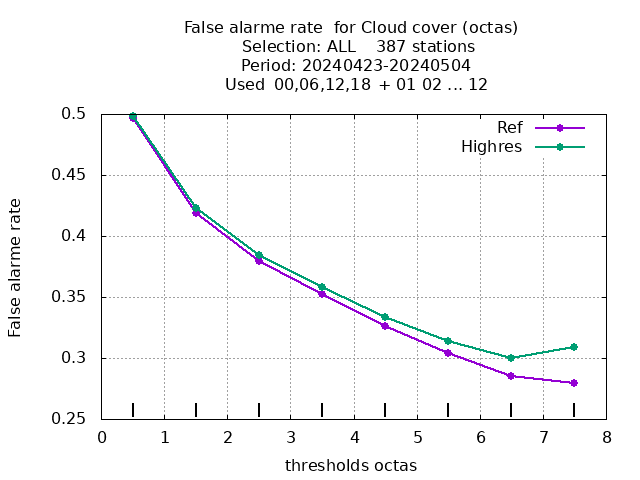 False alarme rate  for Cloud cover (octas)
Selection: ALL    387 stations
Period: 20240423-20240504
Used  00,06,12,18  + 01 02 ... 12
Ref
Highres
False alarme rate
0.5
0.45
0.4
0.35
0.3
0.25
0 1 2 3 4 5 6 7 8
thresholds octas